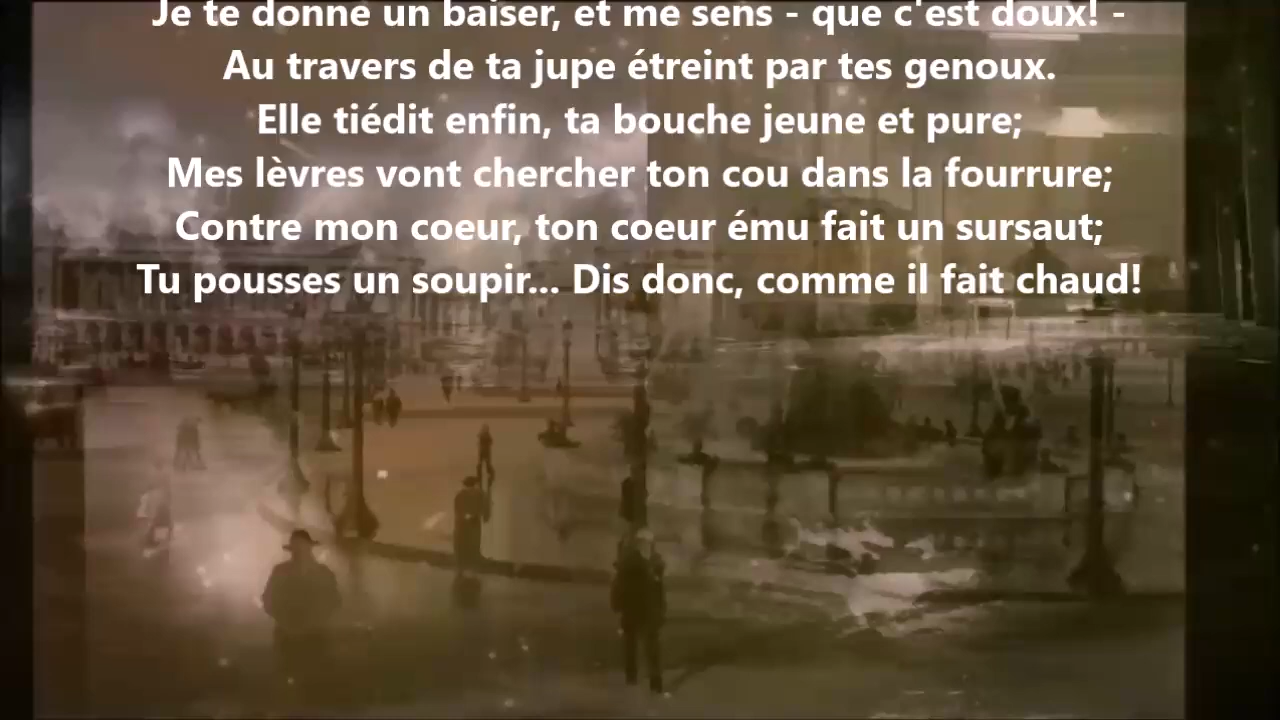 Je te donne un baiser, et me sens - que c'est doux! -
Au travers de ta jupe étreint par tes genoux.
Elle tiédit enfin, ta bouche jeune et pure;
Mes lèvres vont chercher ton cou dans la fourrure;
Contre mon coeur, ton coeur ému fait un sursaut;
Tu pousses un soupir... Dis donc, comme il fait chaud!